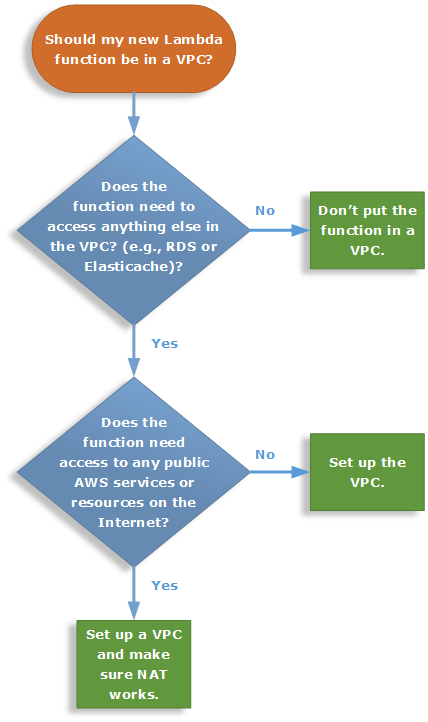 Should my new Lambda
function be in a VPC?
Does the
function need to
access anything else in
the VPC? (e.g., RDS or
Elasticache)?
No
Don’t put the
function in a
VPC.
Yes
Does the
function need
access to any public
AWS services or
resources on the
Internet?
No
Set up the
VPC.
Yes
Set up a VPC
and make
sure NAT
works.